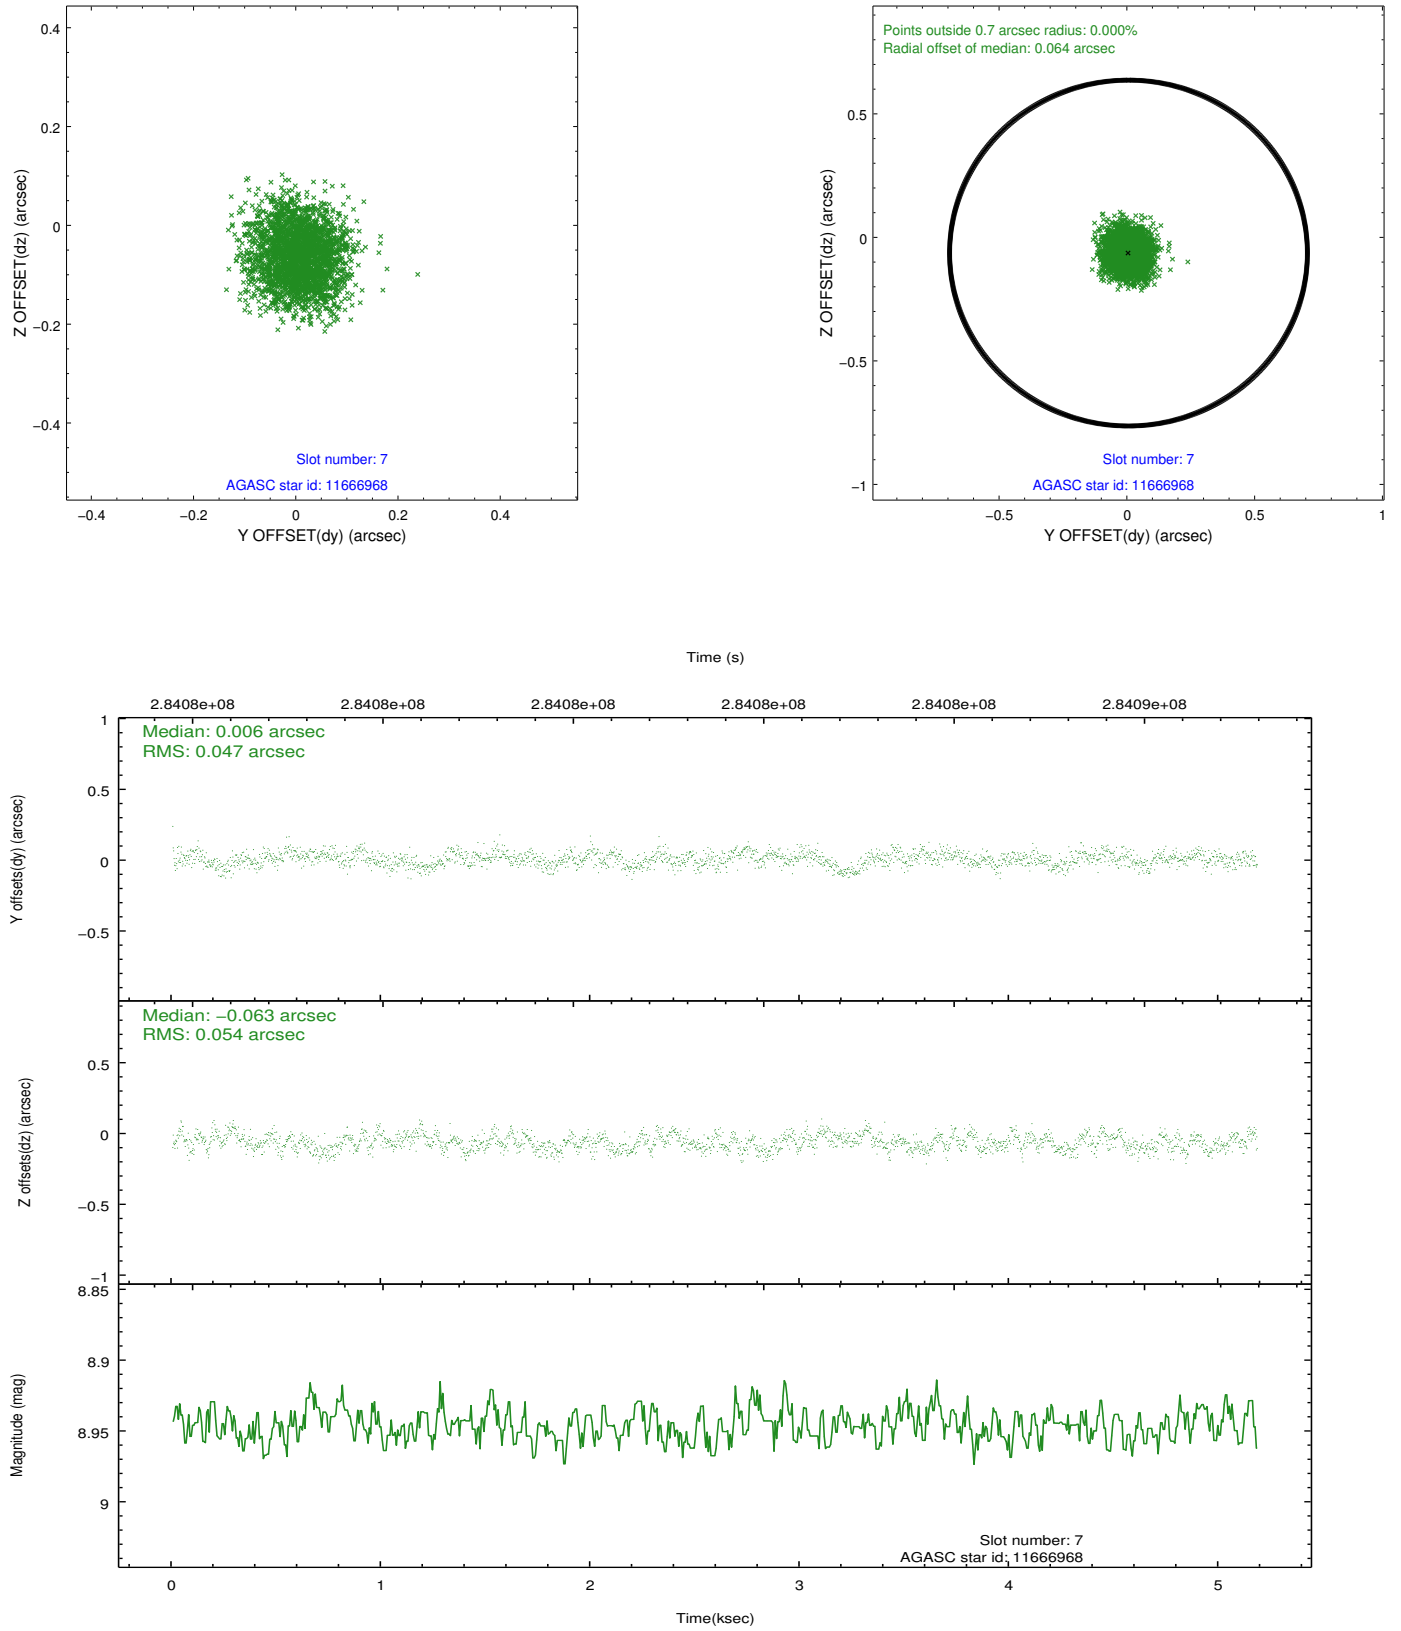 0.4
0.2
0
−0.2
−0.4
Z OFFSET(dz) (arcsec)
Slot number: 7
AGASC star id: 11666968
−0.4 −0.2 0 0.2 0.4
Y OFFSET(dy) (arcsec)
Points outside 0.7 arcsec radius: 0.000%
Radial offset of median: 0.064 arcsec
0.5
0
−0.5
−1
Z OFFSET(dz) (arcsec)
Slot number: 7
AGASC star id: 11666968
−0.5 0 0.5 1
Y OFFSET(dy) (arcsec)
Time (s)
2.8408e+08 2.8408e+08 2.8408e+08 2.8408e+08 2.8408e+08 2.8409e+08
Median: 0.006 arcsec
RMS: 0.047 arcsec
1
0.5
0
−0.5
Y offsets(dy) (arcsec)
Median: −0.063 arcsec
RMS: 0.054 arcsec
0.5
0
−0.5
−1
Z offsets(dz) (arcsec)
8.85
8.9
8.95
9
Magnitude (mag)
Slot number: 7
AGASC star id: 11666968
0 1 2 3 4 5
Time(ksec)